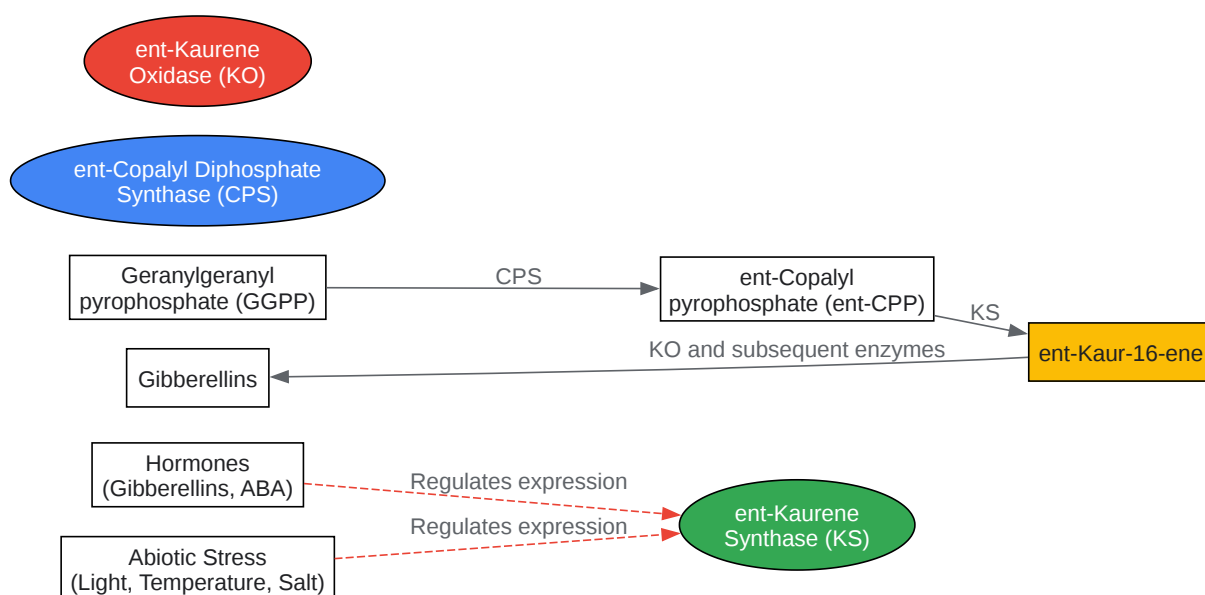 ent-Kaurene
Oxidase (KO)
ent-Copalyl Diphosphate
Synthase (CPS)
Geranylgeranyl
pyrophosphate (GGPP)
CPS
ent-Copalyl
pyrophosphate (ent-CPP)
KS
ent-Kaur-16-ene
KO and subsequent enzymes
Gibberellins
Hormones
(Gibberellins, ABA)
Regulates expression
Regulates expression
ent-Kaurene
Synthase (KS)
Abiotic Stress
(Light, Temperature, Salt)